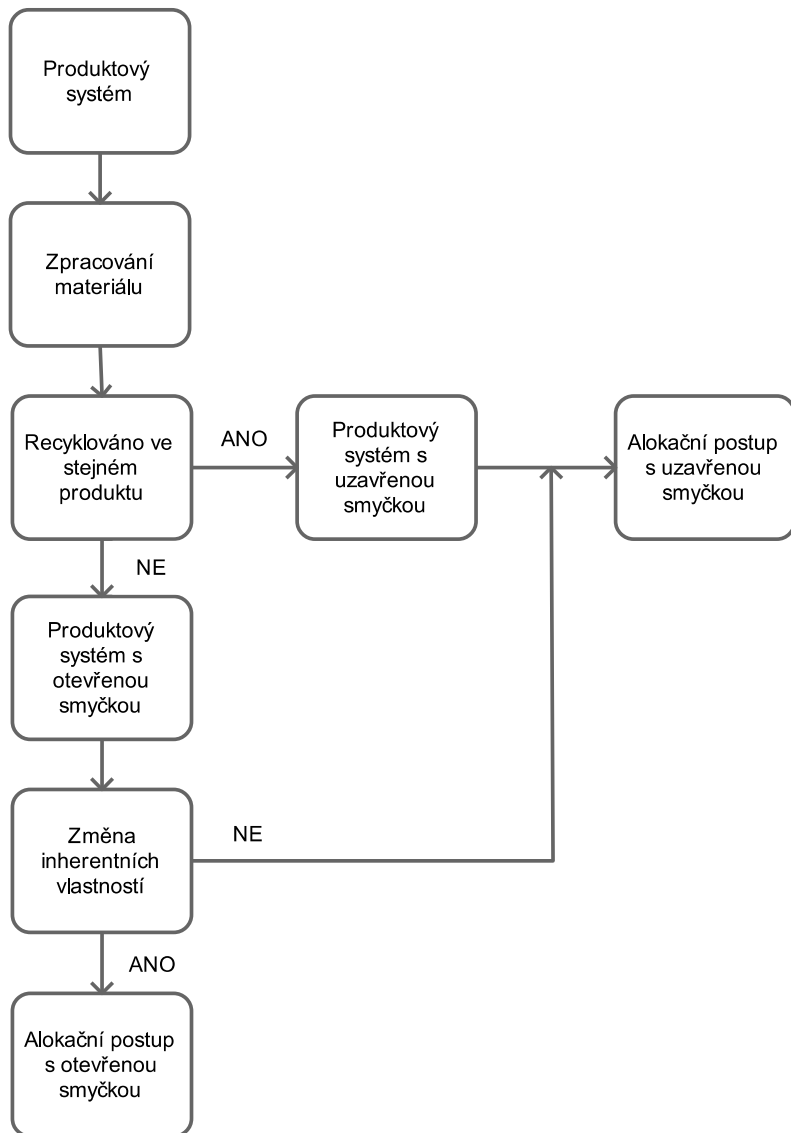 Produktový
systém
Zpracování
materiálu
Recyklováno ve
stejném
produktu
ANO
Produktový
systém s
uzavřenou
smyčkou
Alokační postup
s uzavřenou
smyčkou
NE
Produktový
systém s
otevřenou
smyčkou
Změna
inherentních
vlastností
NE
ANO
Alokační postup
s otevřenou
smyčkou